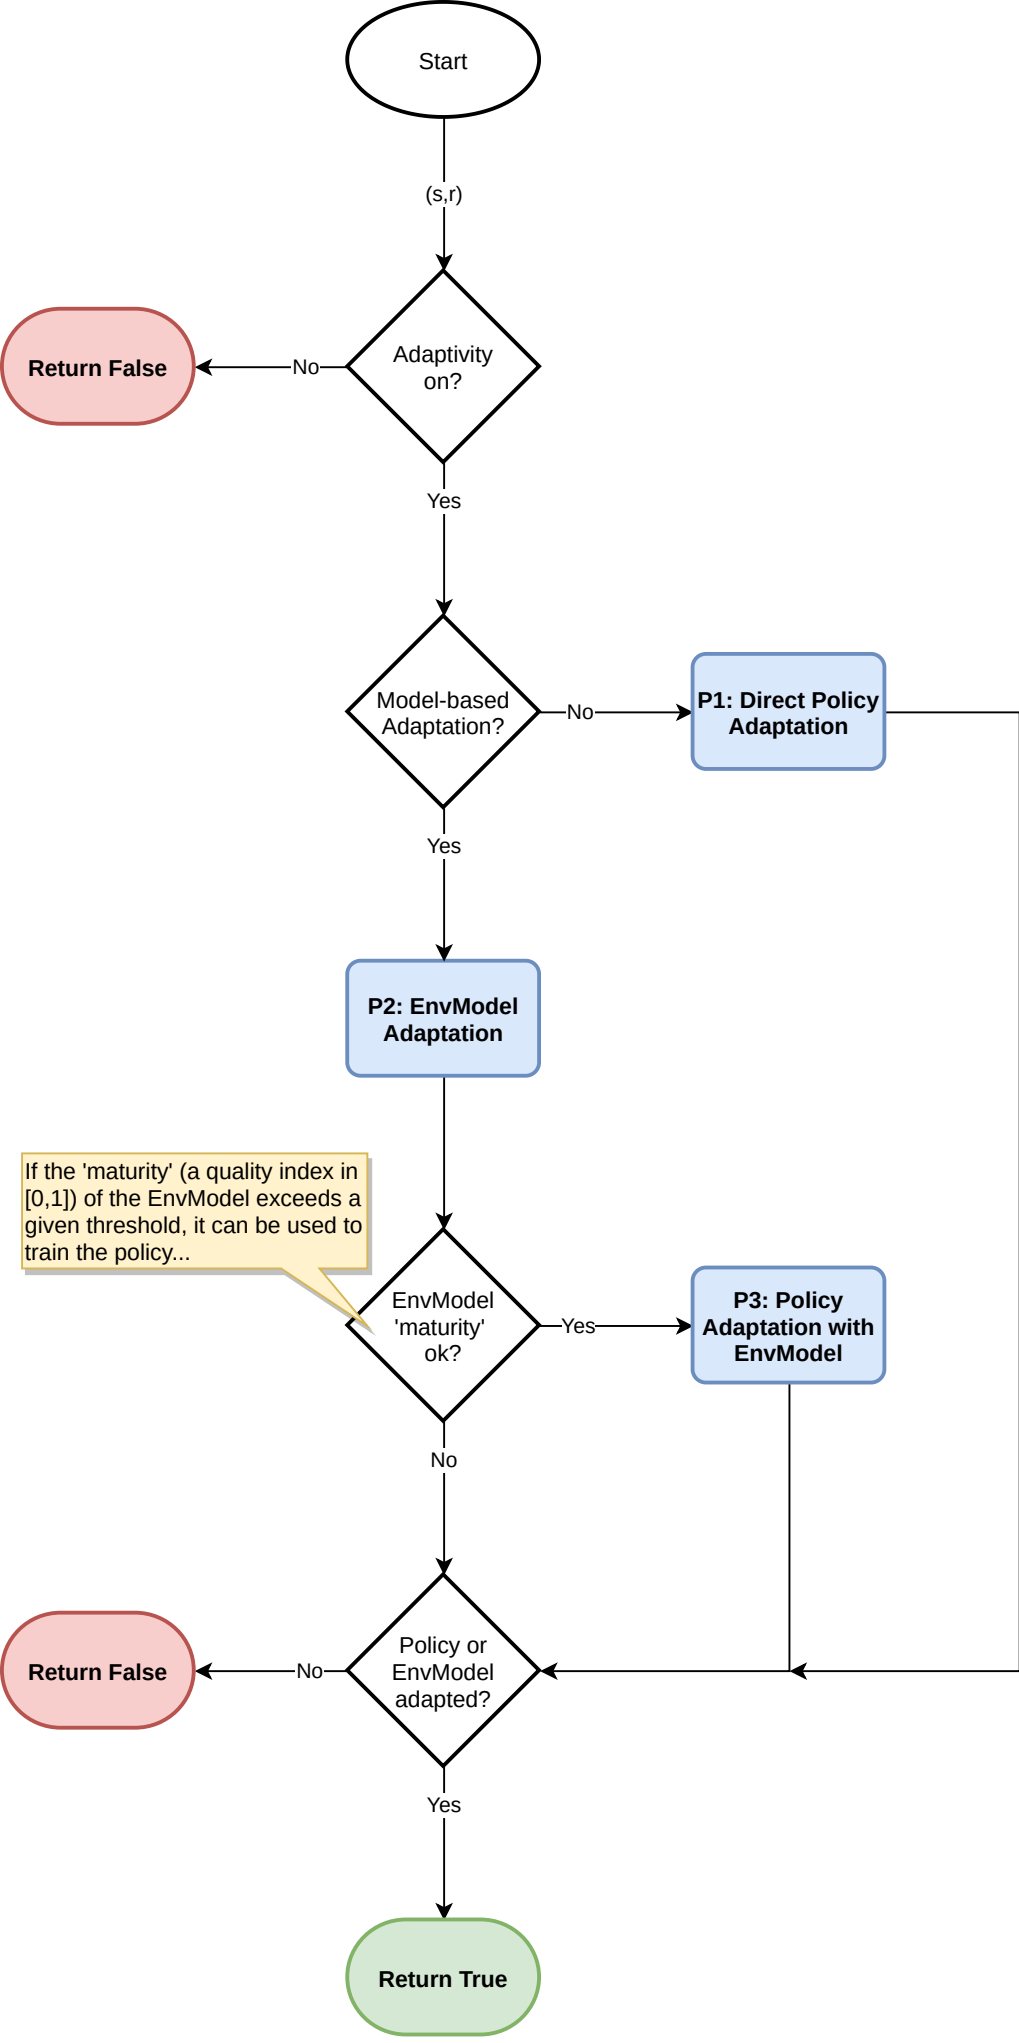 Start
(s,r)
Adaptivity
on?
No
Return False
Yes
Model-based
Adaptation?
No
P1: Direct Policy
Adaptation
Yes
P2: EnvModel
Adaptation
If the 'maturity' (a quality index in
[0,1]) of the EnvModel exceeds a
given threshold, it can be used to
train the policy...
EnvModel
'maturity'
ok?
Yes
P3: Policy
Adaptation with
EnvModel
No
Policy or
EnvModel
adapted?
No
Return False
Yes
Return True